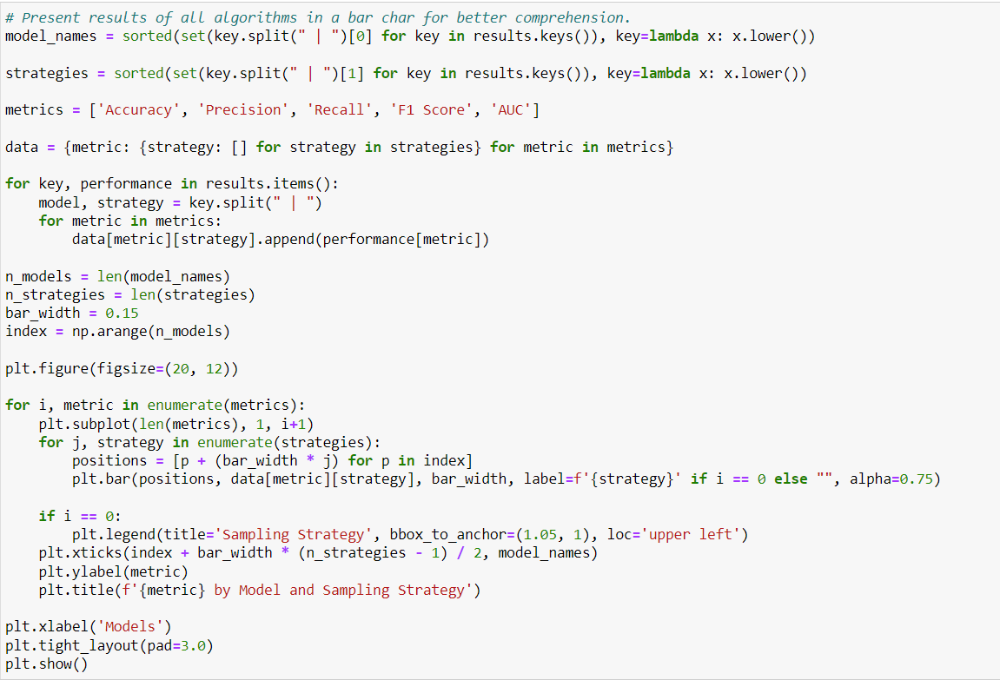 # Present results of all algorithms in a bar char for better comprehension.
model_names = sorted(set(key.split(" | ")[0] for key in results.keys()), key=lambda x: x.lower())

strategies = sorted(set(key.split(" | ")[1] for key in results.keys()), key=lambda x: x.lower())

metrics = ['Accuracy', 'Precision', 'Recall', 'F1 Score', 'AUC']

data = {metric: {strategy: [] for strategy in strategies} for metric in metrics}

for key, performance in results.items():
    model, strategy = key.split(" | ")
    for metric in metrics:
        data[metric][strategy].append(performance[metric])

n_models = len(model_names)
n_strategies = len(strategies)
bar_width = 0.15
index = np.arange(n_models)

plt.figure(figsize=(20, 12))

for i, metric in enumerate(metrics):
    plt.subplot(len(metrics), 1, i+1)
    for j, strategy in enumerate(strategies):
        positions = [p + (bar_width * j) for p in index]
        plt.bar(positions, data[metric][strategy], bar_width, label=f'{strategy}' if i == 0 else "", alpha=0.75)

    if i == 0:
        plt.legend(title='Sampling Strategy', bbox_to_anchor=(1.05, 1), loc='upper left')
    plt.xticks(index + bar_width * (n_strategies - 1) / 2, model_names)
    plt.ylabel(metric)
    plt.title(f'{metric} by Model and Sampling Strategy')

plt.xlabel('Models')
plt.tight_layout(pad=3.0)
plt.show()